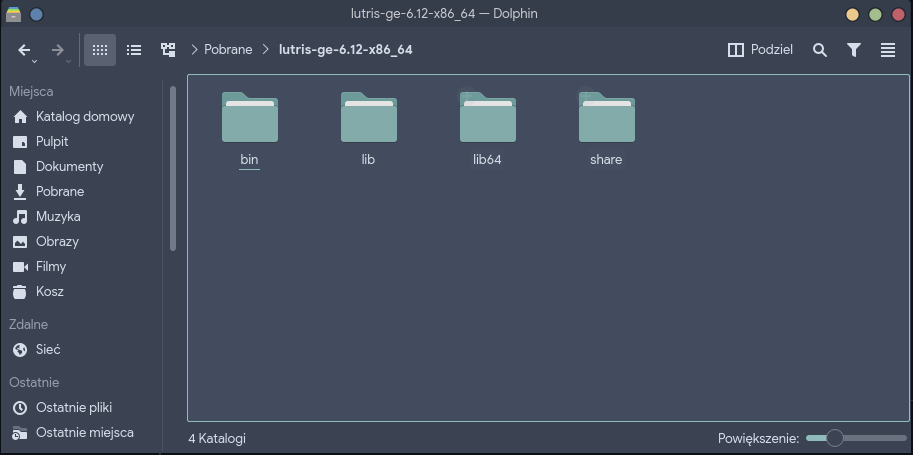 lutris-ge-6.12-x86_64 — Dolphin
Pobrane
lutris-ge-6.12-x86_64
Podziel
Miejsca
Katalog domowy
Pulpit
Dokumenty
Pobrane
Muzyka
Obrazy
Filmy
Kosz
Zdalne
Sieć
Ostatnie
Ostatnie pliki
Ostatnie miejsca
bin
lib
lib64
share
4 Katalogi
Powiększenie: